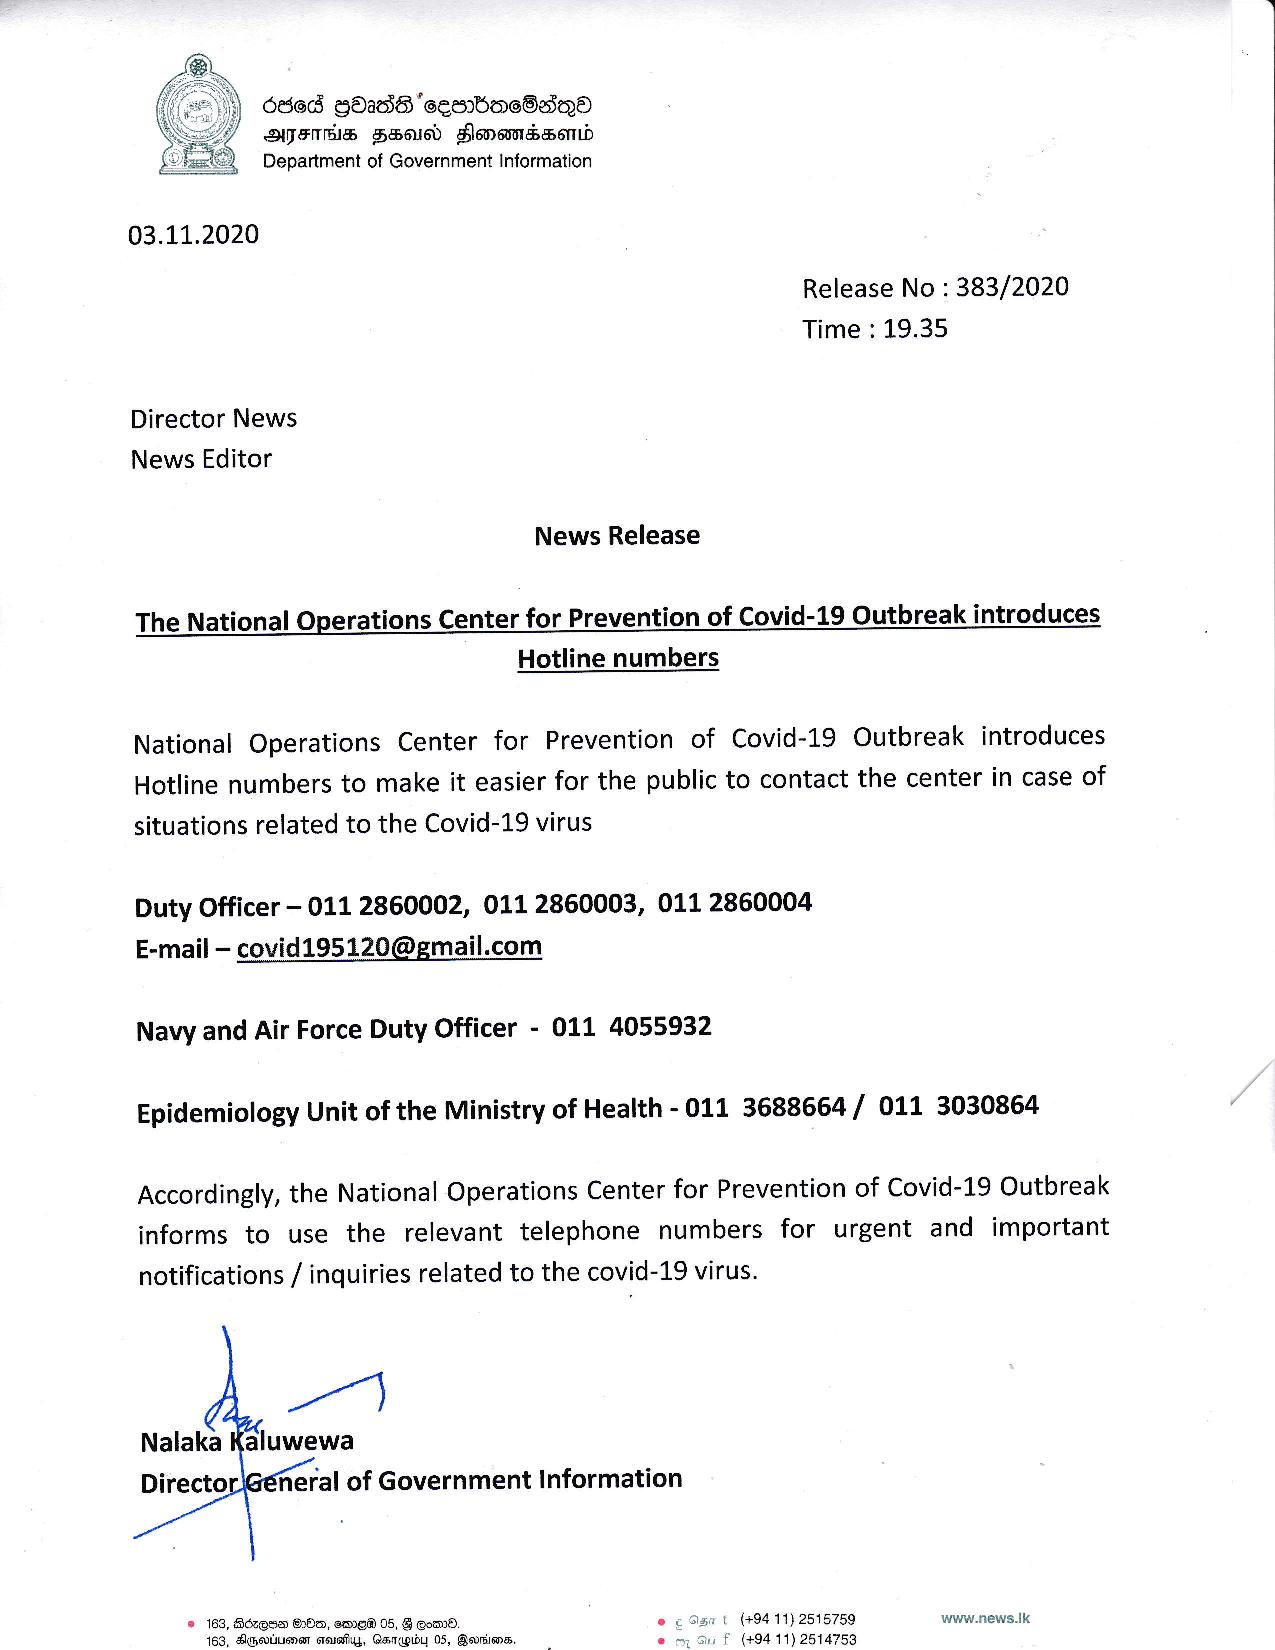 රජයේ ප්‍රවෘත්ති දෙපාර්තමේන්තුව
அரசாங்க தகவல் திணைக்களம்
Department of Government Information
03.11.2020
Release No : 383/2020
Time : 19.35
Director News
News Editor
News Release
The National Operations Center for Prevention of Covid-19 Outbreak introduces
Hotline numbers
National Operations Center for Prevention of Covid-19 Outbreak introduces
Hotline numbers to make it easier for the public to contact the center in case of
situations related to the Covid-19 virus
Duty Officer – 011 2860002, 011 2860003, 011 2860004
E-mail – covid195120@gmail.com
Navy and Air Force Duty Officer - 011 4055932
Epidemiology Unit of the Ministry of Health - 011 3688664 / 011 3030864
Accordingly, the National Operations Center for Prevention of Covid-19 Outbreak
informs to use the relevant telephone numbers for urgent and important
notifications / inquiries related to the covid-19 virus.
Nalaka Kaluwewa
Director General of Government Information
163, කිරුලපන මාවත, කොළඹ 05, ශ්‍රී ලංකාව.
163, கிருலப்பனை எவனியூ, கொழும்பு 05, இலங்கை.
දු தொ t (+94 11) 2515759
ෆැ பெ f (+94 11) 2514753
www.news.lk